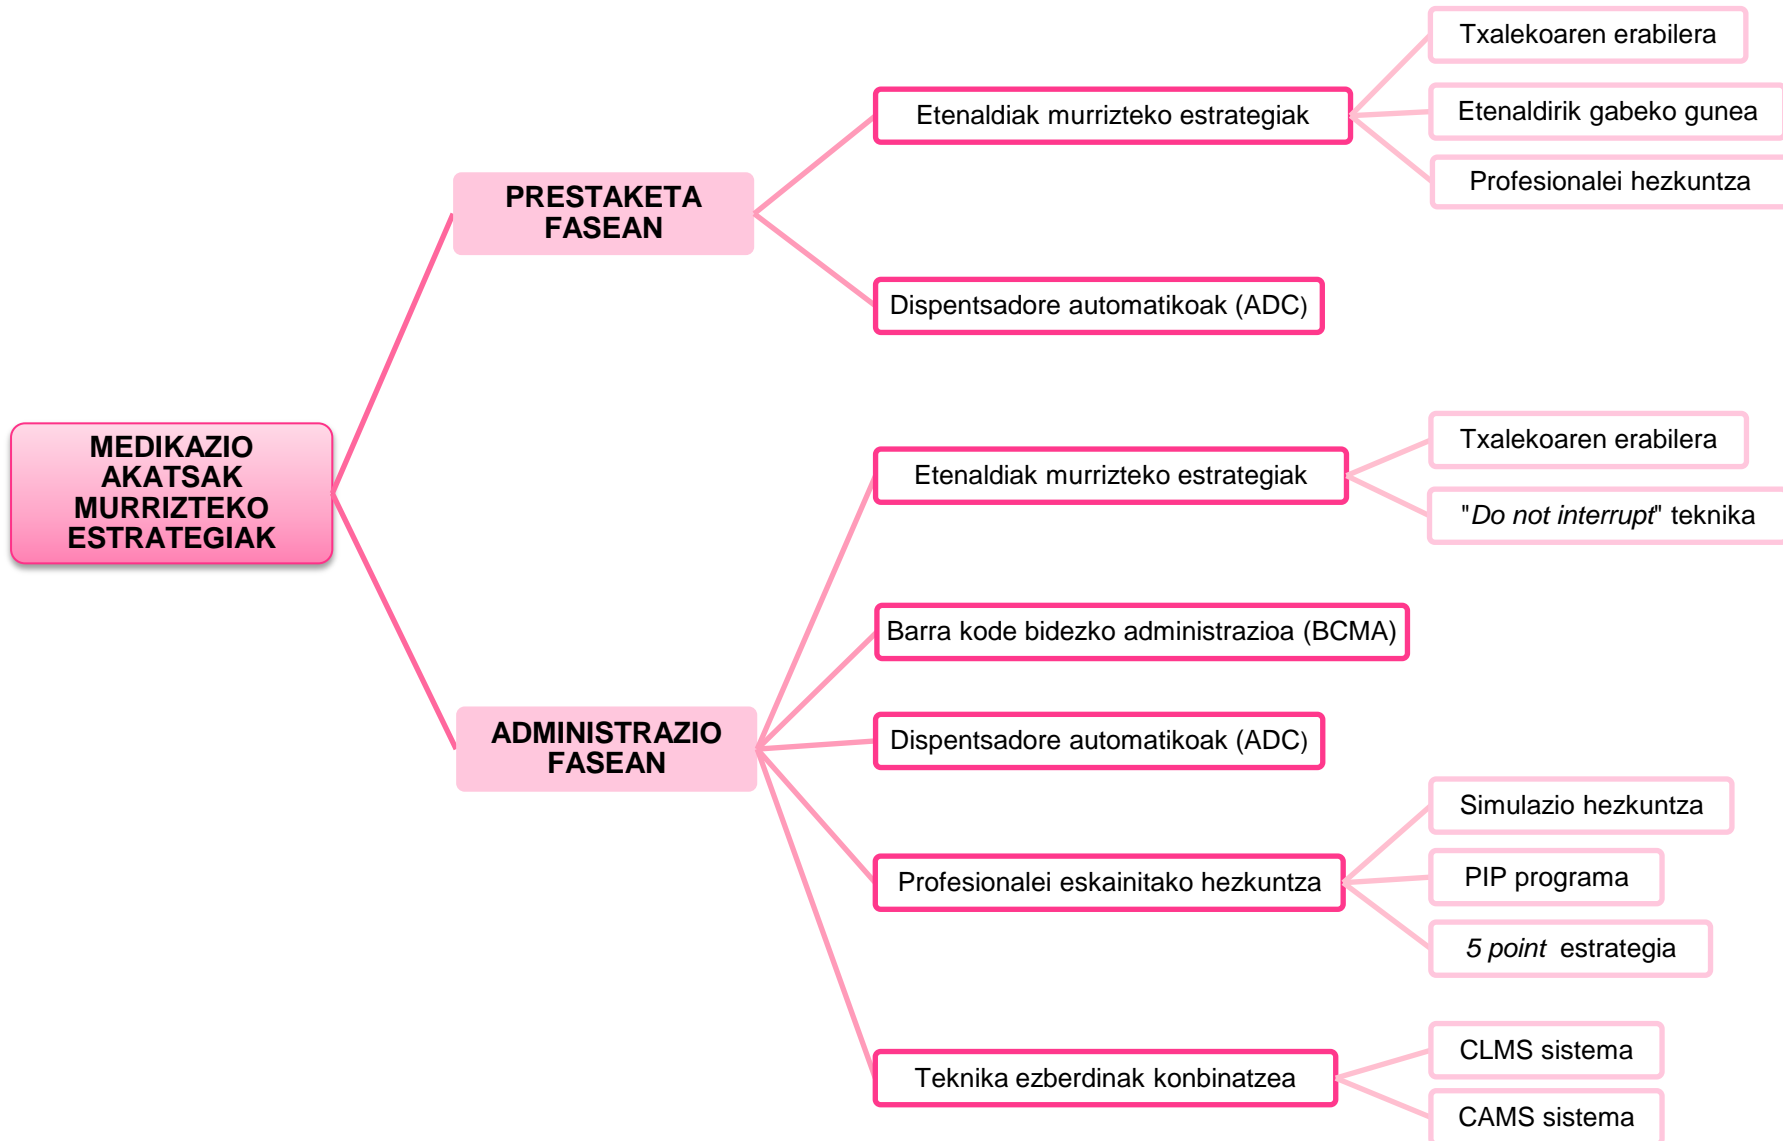 MEDIKAZIO
AKATSAK
MURRIZTEKO
ESTRATEGIAK
PRESTAKETA
FASEAN
Etenaldiak murrizteko estrategiak
Txalekoaren erabilera
Etenaldirik gabeko gunea
Profesionalei hezkuntza
Dispentsadore automatikoak (ADC)
ADMINISTRAZIO
FASEAN
Etenaldiak murrizteko estrategiak
Txalekoaren erabilera
"Do not interrupt" teknika
Barra kode bidezko administrazioa (BCMA)
Dispentsadore automatikoak (ADC)
Profesionalei eskainitako hezkuntza
Simulazio hezkuntza
PIP programa
5 point estrategia
Teknika ezberdinak konbinatzea
CLMS sistema
CAMS sistema